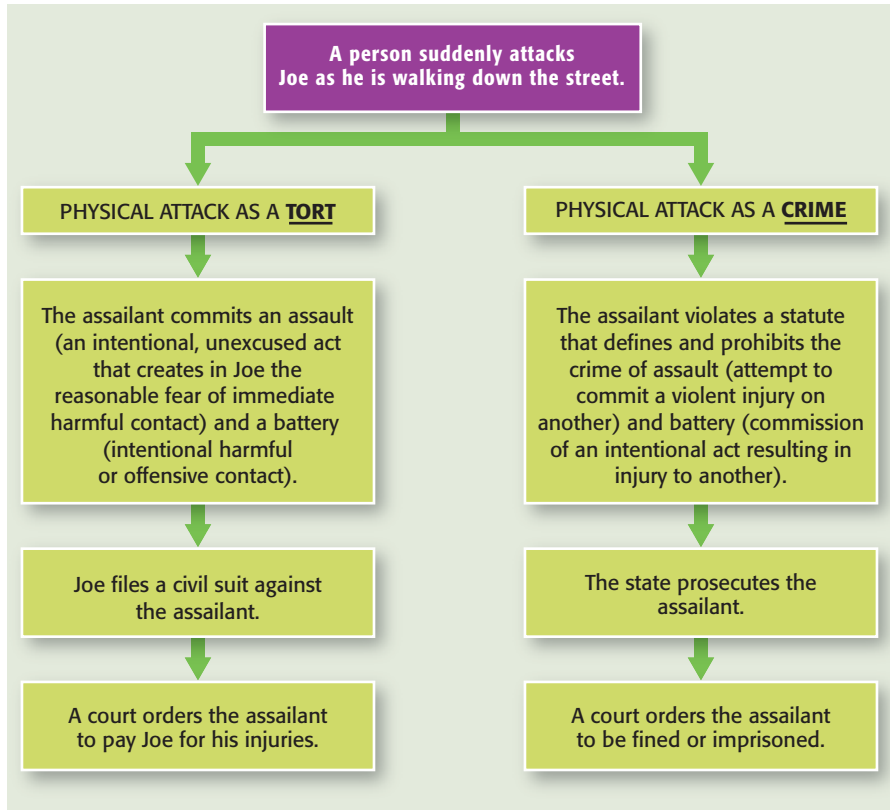 A person suddenly attacks
Joe as he is walking down the street.
PHYSICAL ATTACK AS A TORT
The assailant commits an assault
(an intentional, unexcused act
that creates in Joe the
reasonable fear of immediate
harmful contact) and a battery
(intentional harmful
or offensive contact).
Joe files a civil suit against
the assailant.
A court orders the assailant
to pay Joe for his injuries.
PHYSICAL ATTACK AS A CRIME
The assailant violates a statute
that defines and prohibits the
crime of assault (attempt to
commit a violent injury on
another) and battery (commission
of an intentional act resulting in
injury to another).
The state prosecutes the
assailant.
A court orders the assailant
to be fined or imprisoned.